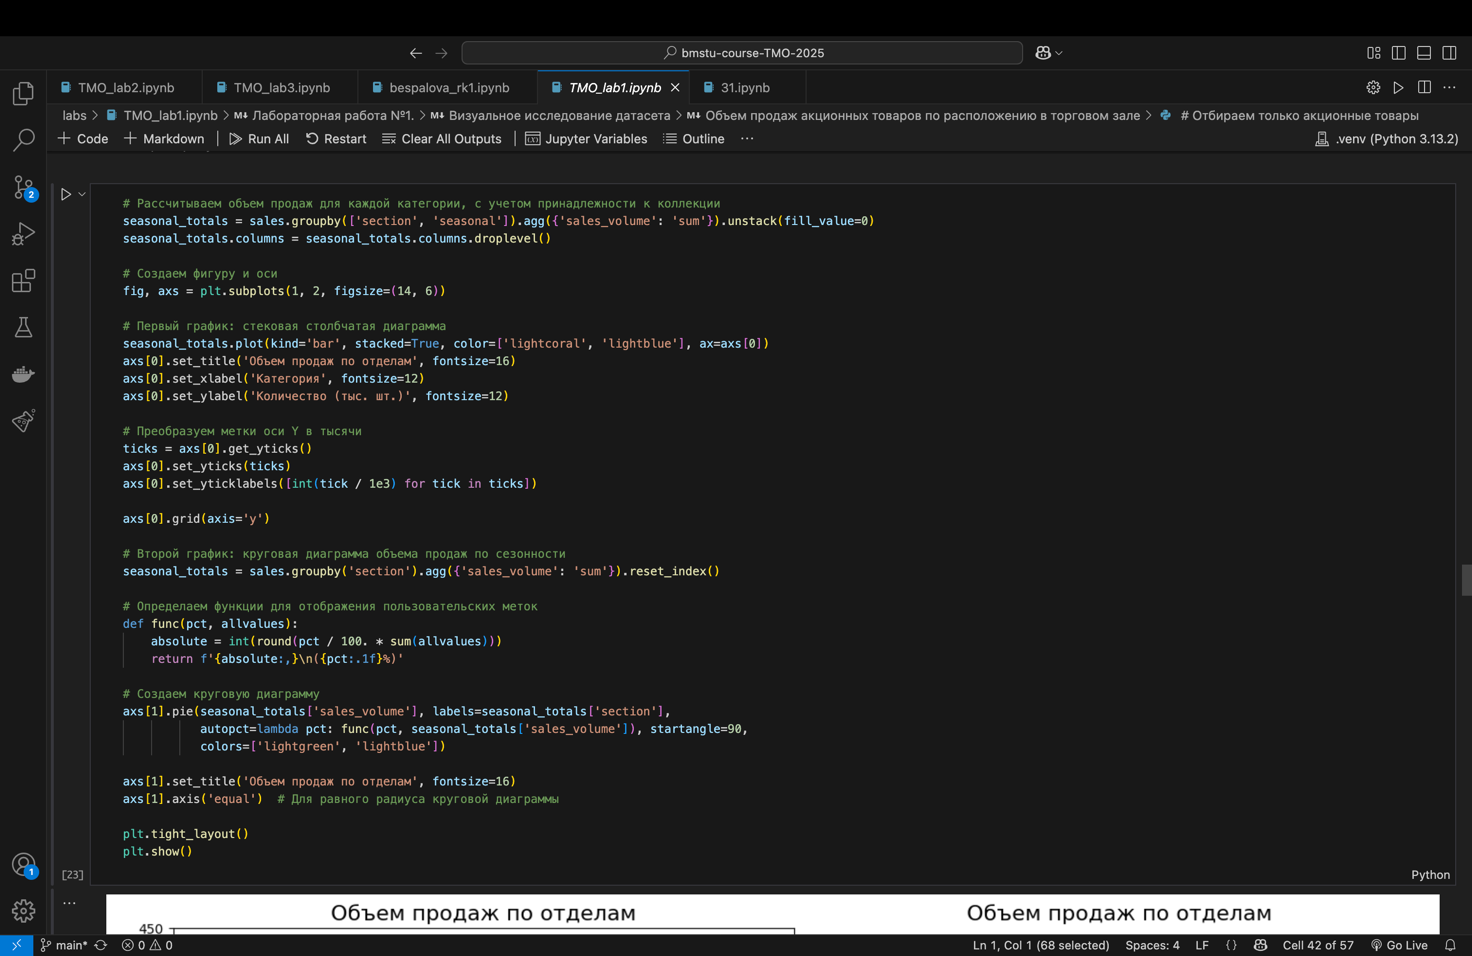 bmstu-course-TMO-2025
TMO_lab2.ipynb
TMO_lab3.ipynb
bespalova_rk1.ipynb
TMO_lab1.ipynb
31.ipynb
labs > TMO_lab1.ipynb > M↓ Лабораторная работа №1. > M↓ Визуальное исследование датасета > M↓ Объем продаж акционных товаров по расположению в торговом зале > # Отбираем только акционные товары
+ Code + Markdown Run All Restart Clear All Outputs Jupyter Variables Outline ...
.venv (Python 3.13.2)
# Рассчитываем объем продаж для каждой категории, с учетом принадлежности к коллекции
seasonal_totals = sales.groupby(['section', 'seasonal']).agg({'sales_volume': 'sum'}).unstack(fill_value=0)
seasonal_totals.columns = seasonal_totals.columns.droplevel()
# Создаем фигуру и оси
fig, axs = plt.subplots(1, 2, figsize=(14, 6))
# Первый график: стековая столбчатая диаграмма
seasonal_totals.plot(kind='bar', stacked=True, color=['lightcoral', 'lightblue'], ax=axs[0])
axs[0].set_title('Объем продаж по отделам', fontsize=16)
axs[0].set_xlabel('Категория', fontsize=12)
axs[0].set_ylabel('Количество (тыс. шт.)', fontsize=12)
# Преобразуем метки оси Y в тысячи
ticks = axs[0].get_yticks()
axs[0].set_yticks(ticks)
axs[0].set_yticklabels([int(tick / 1e3) for tick in ticks])
axs[0].grid(axis='y')
# Второй график: круговая диаграмма объема продаж по сезонности
seasonal_totals = sales.groupby('section').agg({'sales_volume': 'sum'}).reset_index()
# Определаем функции для отображения пользовательских меток
def func(pct, allvalues):
absolute = int(round(pct / 100. * sum(allvalues)))
return f'{absolute:,}\n({pct:.1f}%)'
# Создаем круговую диаграмму
axs[1].pie(seasonal_totals['sales_volume'], labels=seasonal_totals['section'],
autopct=lambda pct: func(pct, seasonal_totals['sales_volume']), startangle=90,
colors=['lightgreen', 'lightblue'])
axs[1].set_title('Объем продаж по отделам', fontsize=16)
axs[1].axis('equal') # Для равного радиуса круговой диаграммы
plt.tight_layout()
plt.show()
[23]
Python
2
1
...
Объем продаж по отделам
Объем продаж по отделам
450
main* 0 0
Ln 1, Col 1 (68 selected) Spaces: 4 LF {} Cell 42 of 57 Go Live